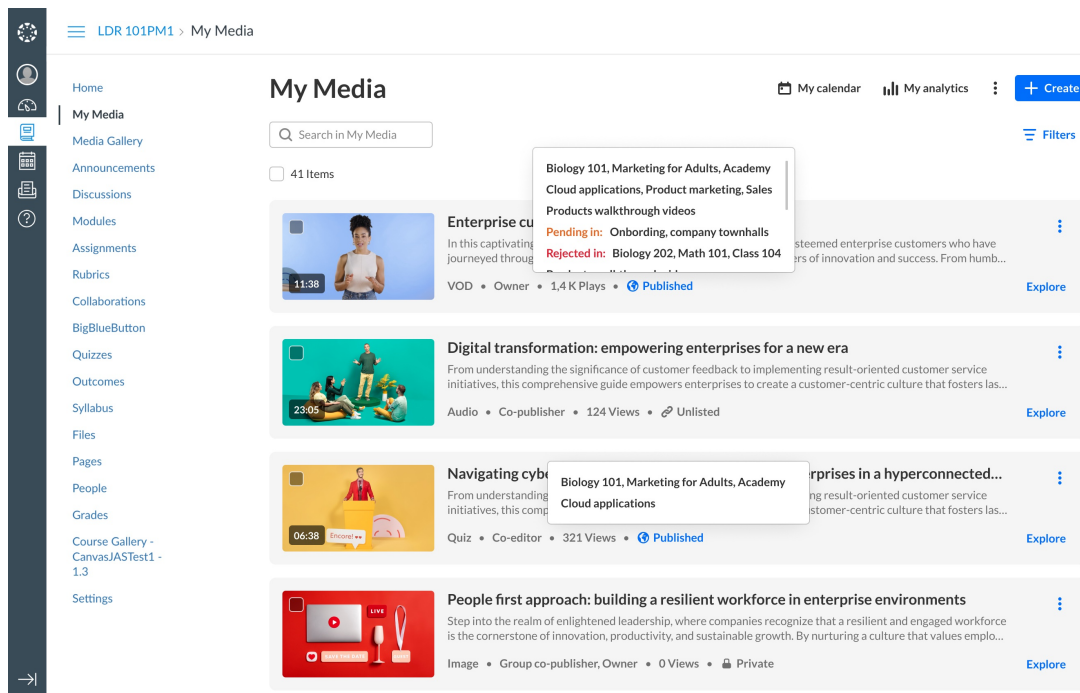 LDR 101PM1 > My Media
Home
My Media
Media Gallery
Announcements
Discussions
Modules
Assignments
Rubrics
Collaborations
BigBlueButton
Quizzes
Outcomes
Syllabus
Files
Pages
People
Grades
Course Gallery -
CanvasJASTest1 -
1.3
Settings
My Media
My calendar
My analytics
Create
Search in My Media
Filters
41 Items
Biology 101, Marketing for Adults, Academy
Cloud applications, Product marketing, Sales
Products walkthrough videos
Pending in: Onbording, company townhalls
Rejected in: Biology 202, Math 101, Class 104
11:38
Enterprise cu
In this captivating steemed enterprise customers who have
journeyed throug ers of innovation and success. From humb...
VOD • Owner • 1,4 K Plays • Published
Explore
23:05
Digital transformation: empowering enterprises for a new era
From understanding the significance of customer feedback to implementing result-oriented customer service
initiatives, this comprehensive guide empowers enterprises to create a customer-centric culture that fosters las...
Audio • Co-publisher • 124 Views • Unlisted
Explore
06:38
Encore!
Navigating cybe rprises in a hyperconnected...
From understanding ng result-oriented customer service
initiatives, this comp stomer-centric culture that fosters las...
Biology 101, Marketing for Adults, Academy
Cloud applications
Quiz • Co-editor • 321 Views • Published
Explore
LIVE
SAVE THE DATE
People first approach: building a resilient workforce in enterprise environments
Step into the realm of enlightened leadership, where companies recognize that a resilient and engaged workforce
is the cornerstone of innovation, productivity, and sustainable growth. By nurturing a culture that values emplo...
Image • Group co-publisher, Owner • 0 Views • Private
Explore